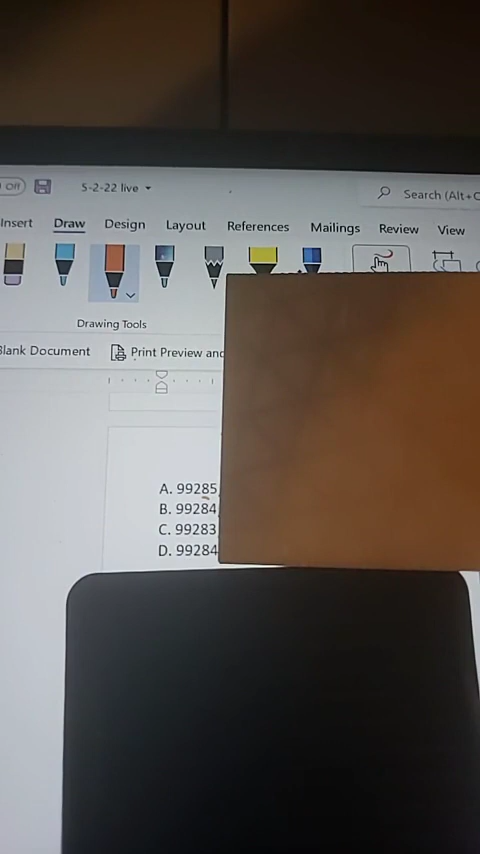 Off 5-2-22 live Search (Alt+
Insert Draw Design Layout References Mailings Review View
Drawing Tools
Blank Document Print Preview and
A. 99285
B. 99284
C. 99283
D. 99284